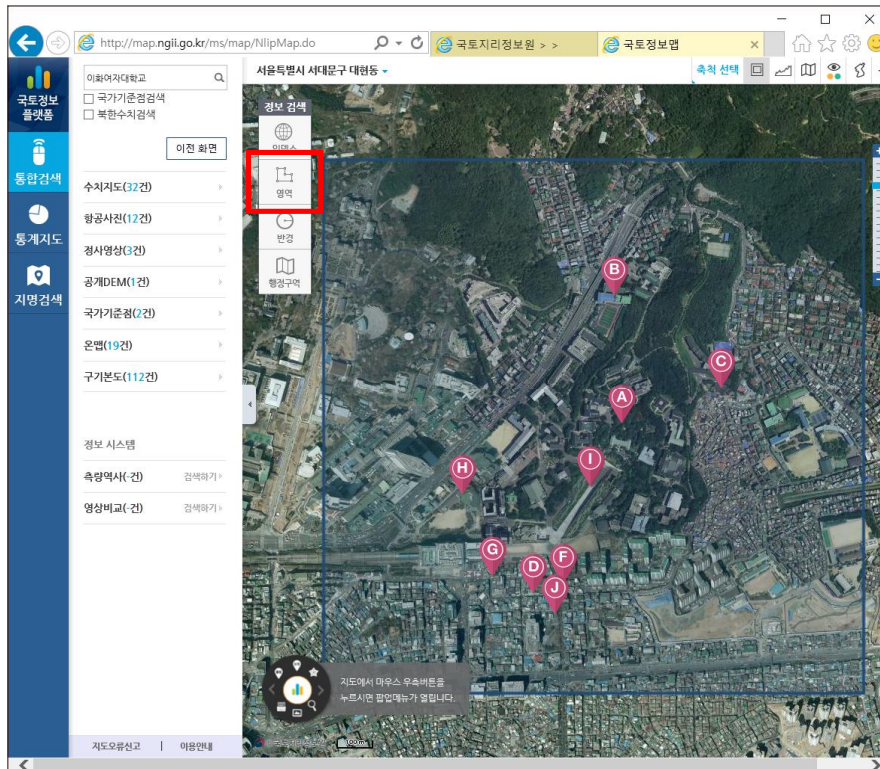 http://map.ngii.go.kr/ms/map/NlipMap.do
국토지리정보원 > >
국토정보맵
국토정보
플랫폼
통합검색
통계지도
지명검색
이화여자대학교
국가기준점검색
북한수치검색
이전 화면
수치지도(32건)
항공사진(12건)
정사영상(3건)
공개DEM(1건)
국가기준점(2건)
온맵(19건)
구기본도(112건)
정보 시스템
측량역사(-건) 검색하기
영상비교(-건) 검색하기
지도오류신고 | 이용안내
서울특별시 서대문구 대현동
축척 선택
정보 검색
인덱스
영역
반경
행정구역
B
C
A
I
H
G
F
D
J
지도에서 마우스 우측버튼을
누르시면 팝업메뉴가 열립니다.
100 m